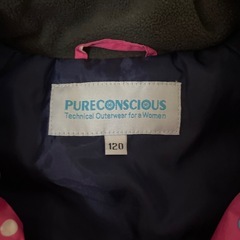 PURECONSCIOUS
Technical Outerwear for a Women
120